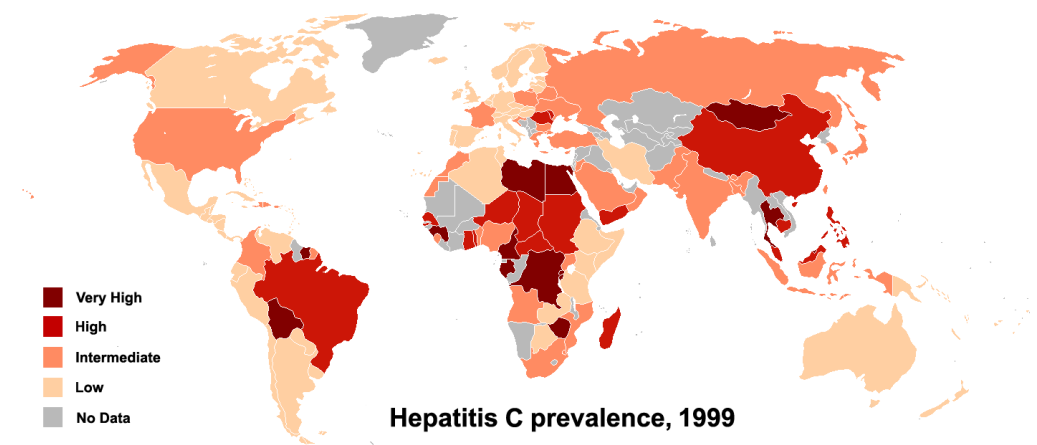 Very High
High
Intermediate
Low
No Data
Hepatitis C prevalence, 1999